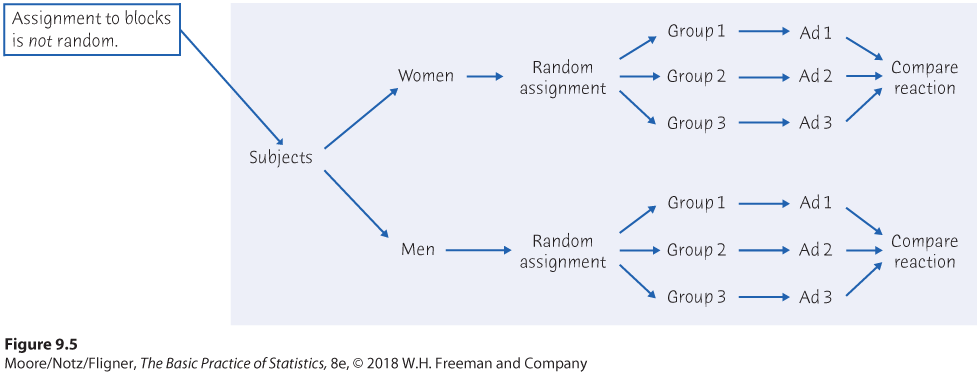 Assignment to blocks
is not random.
Subjects
Women
Random
assignment
Group 1
Ad 1
Group 2
Ad 2
Group 3
Ad 3
Compare
reaction
Men
Random
assignment
Group 1
Ad 1
Group 2
Ad 2
Group 3
Ad 3
Compare
reaction
Figure 9.5
Moore/Notz/Fligner, The Basic Practice of Statistics, 8e, © 2018 W.H. Freeman and Company